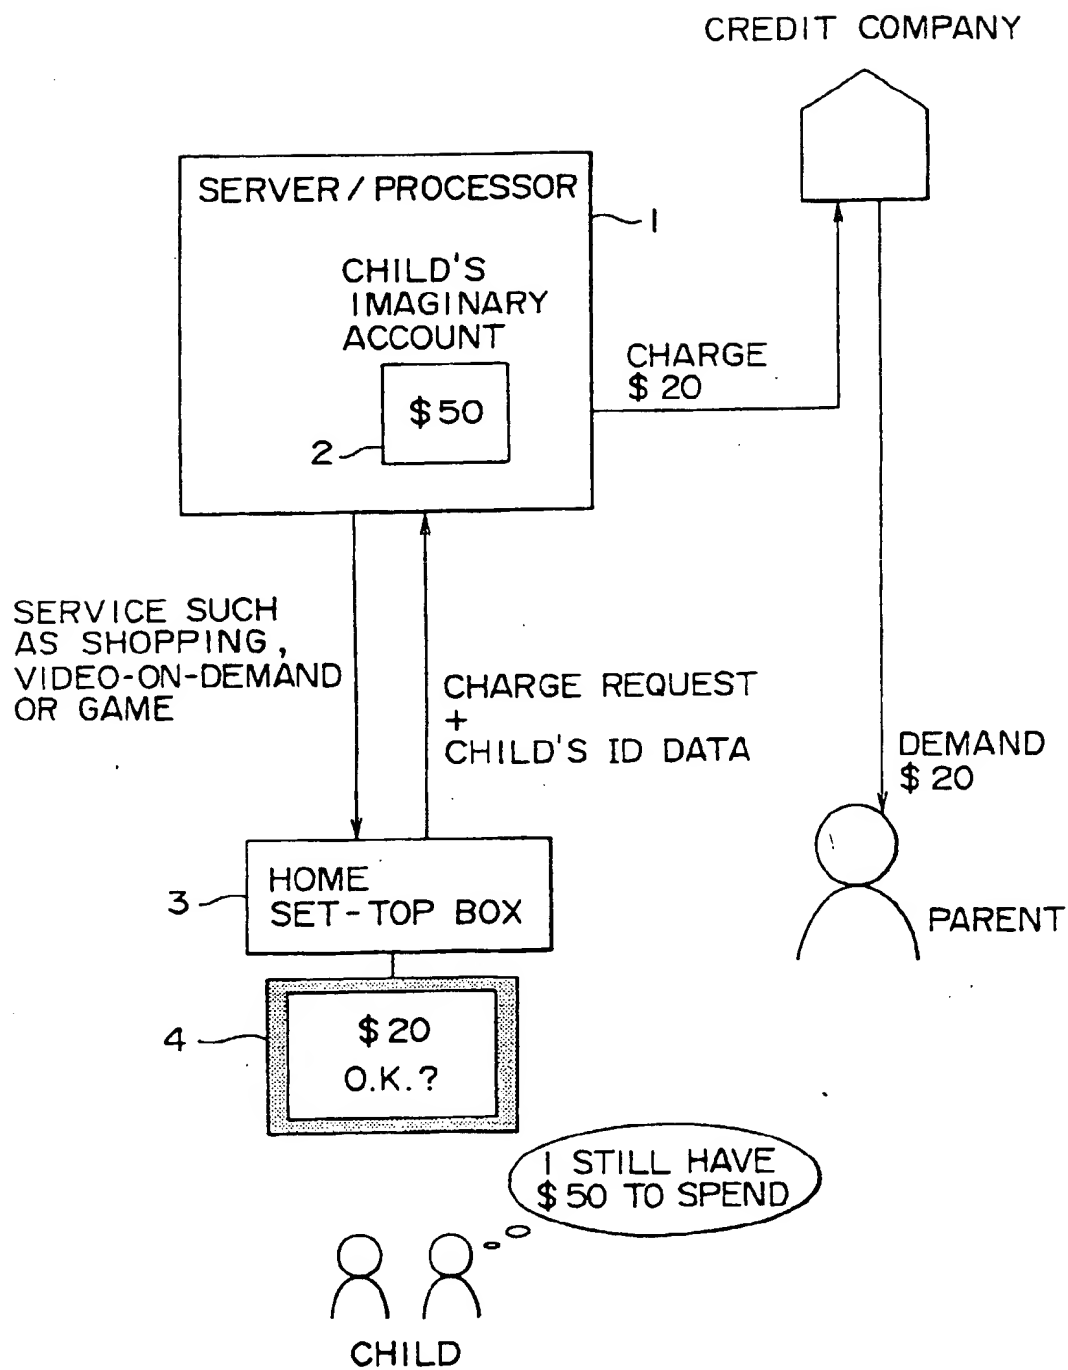 CREDIT COMPANY
SERVER/PROCESSOR
1
CHILD'S
IMAGINARY
ACCOUNT
$50
2
CHARGE
$20
SERVICE SUCH
AS SHOPPING,
VIDEO-ON-DEMAND
OR GAME
CHARGE REQUEST
+
CHILD'S ID DATA
DEMAND
$20
PARENT
3
HOME
SET-TOP BOX
4
$20
O.K.?
I STILL HAVE
$50 TO SPEND
CHILD